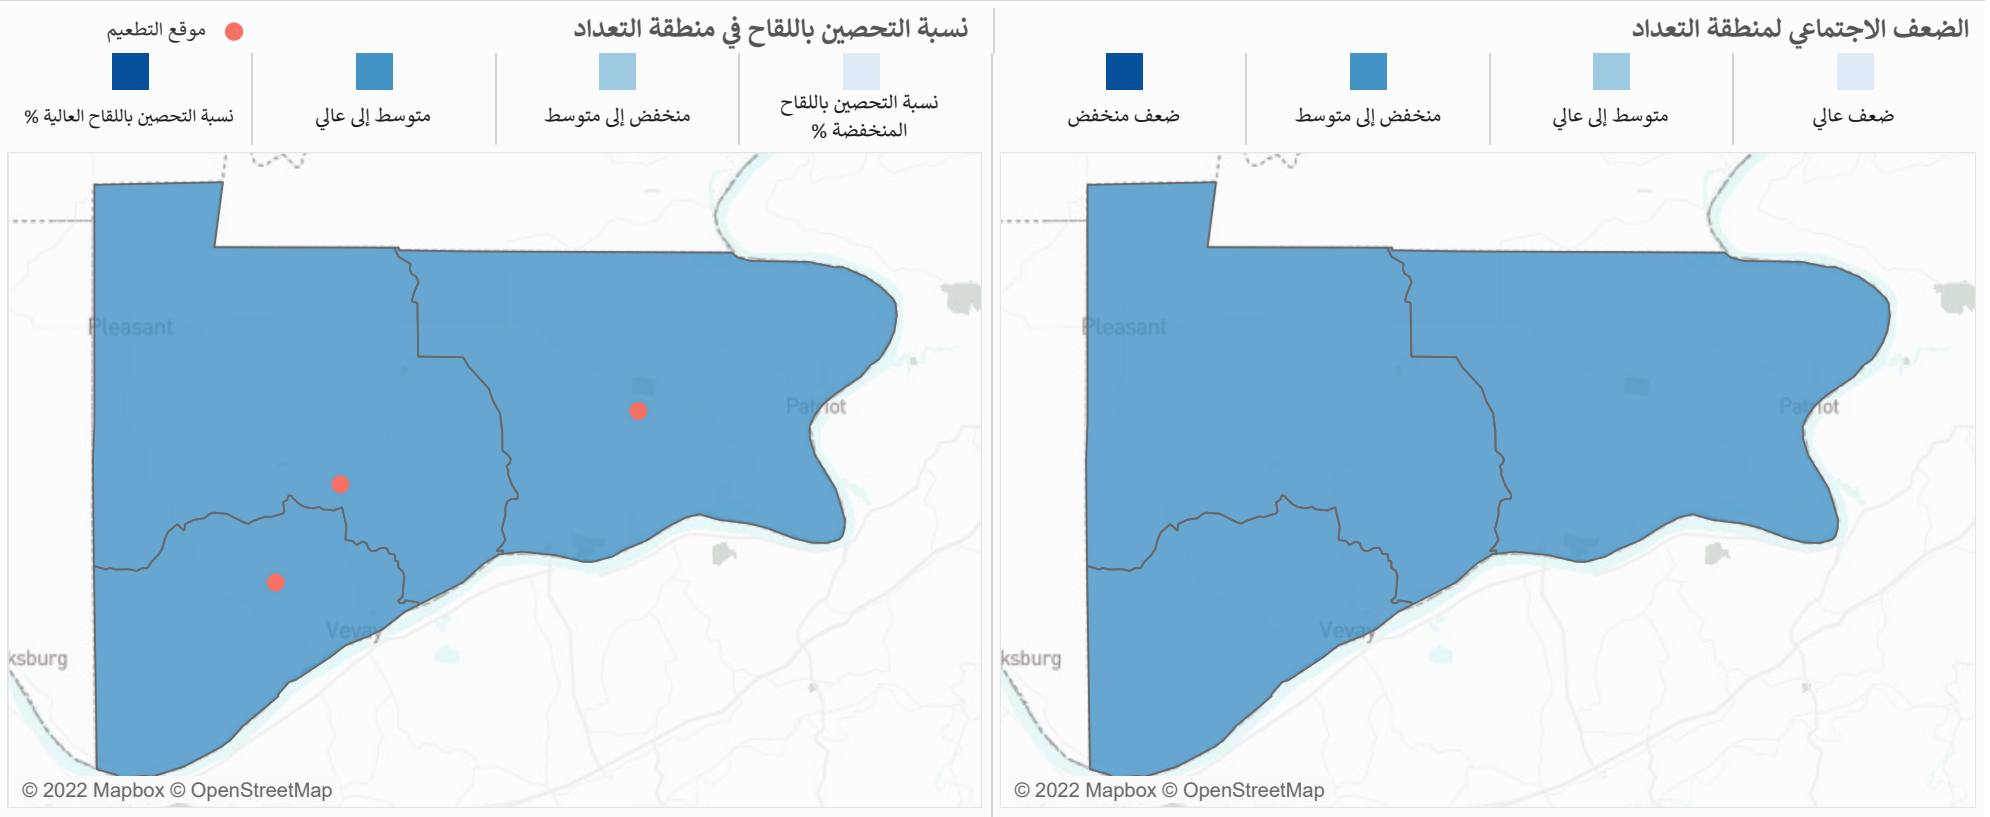 الضعف الاجتماعي لمنطقة التعداد
ضعف عالي
متوسط إلى عالي
منخفض إلى متوسط
ضعف منخفض
Pleasant
Patriot
Vevay
ksburg
© 2022 Mapbox © OpenStreetMap
نسبة التحصين باللقاح في منطقة التعداد
موقع التطعيم
نسبة التحصين باللقاح
المنخفضة %
منخفض إلى متوسط
متوسط إلى عالي
نسبة التحصين باللقاح العالية %
Pleasant
Patriot
Vevay
ksburg
© 2022 Mapbox © OpenStreetMap